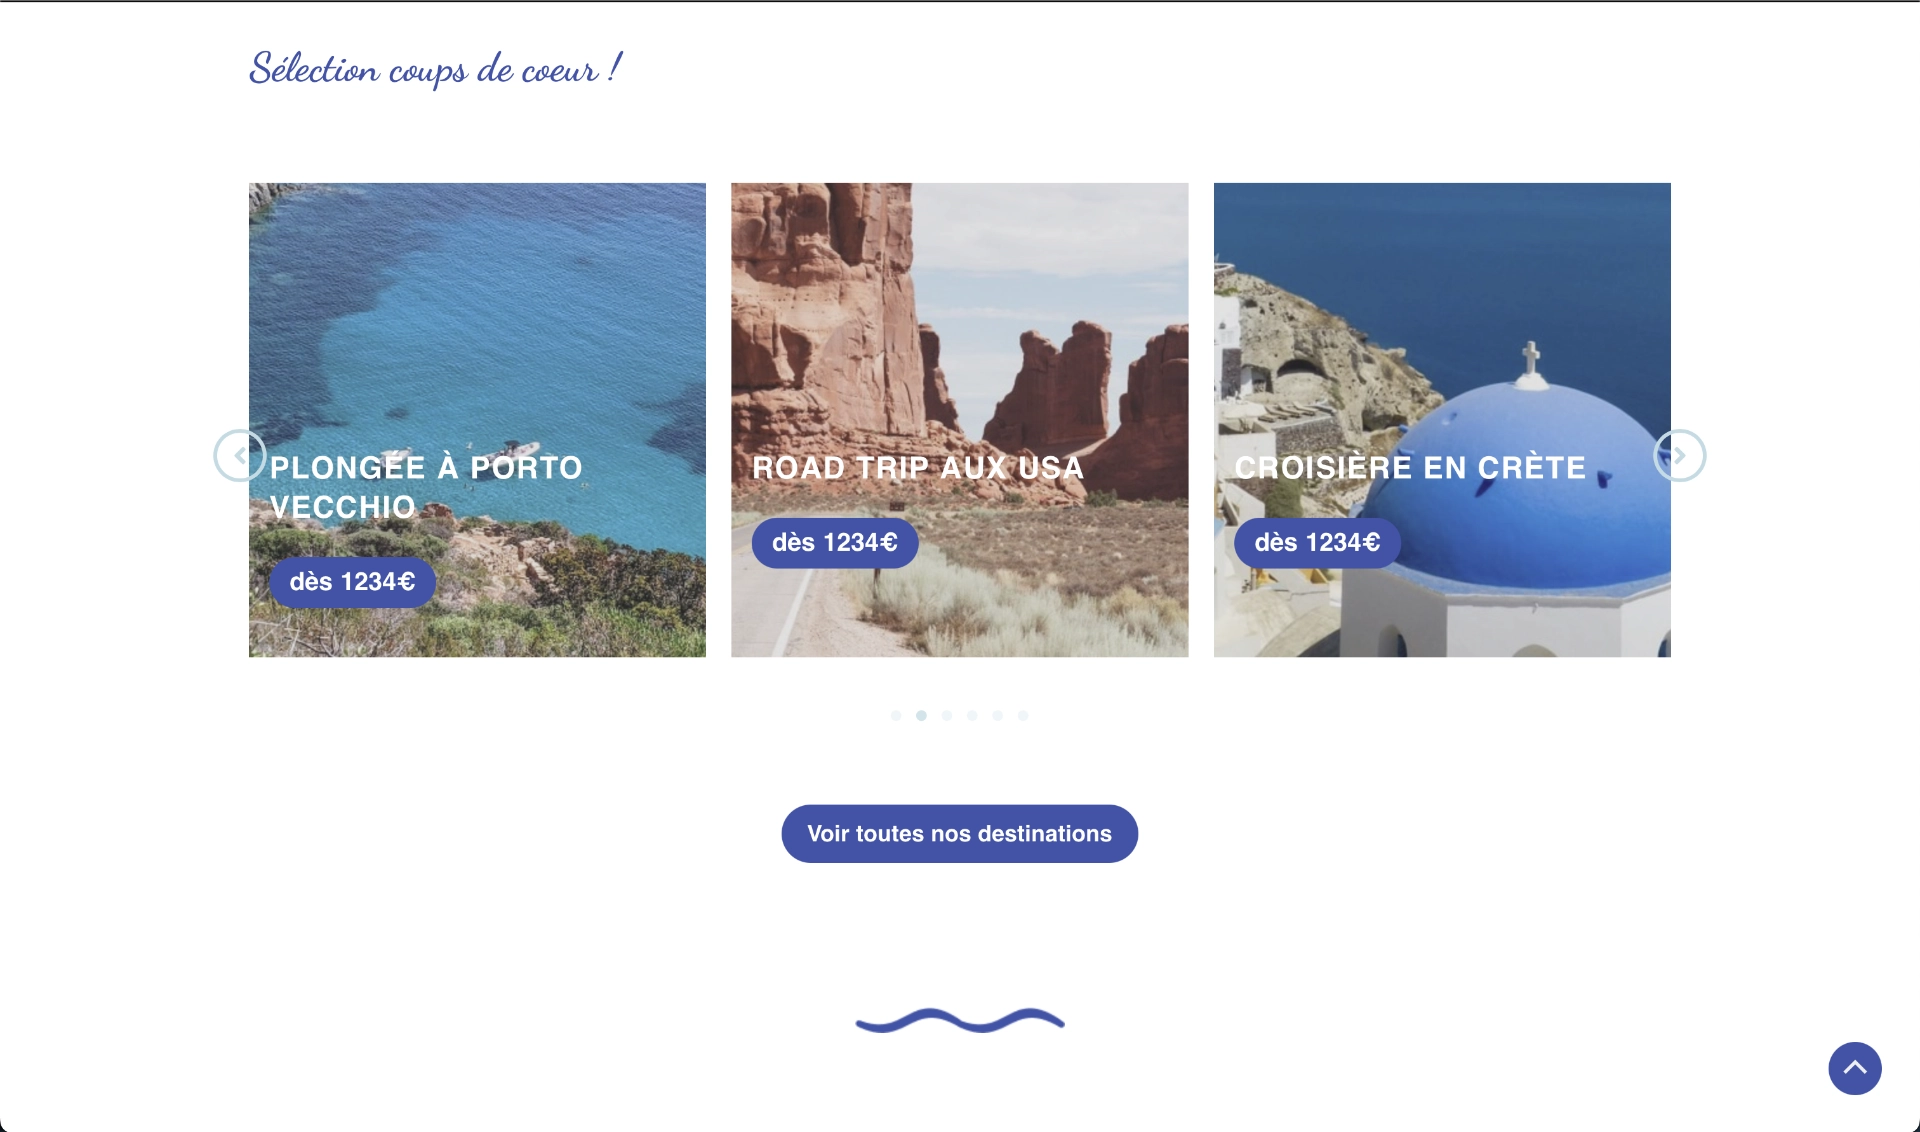 Sélection coups de coeur !
PLONGÉE À PORTO
VECCHIO
dès 1234€
ROAD TRIP AUX USA
dès 1234€
CROISIÈRE EN CRÈTE
dès 1234€
Voir toutes nos destinations